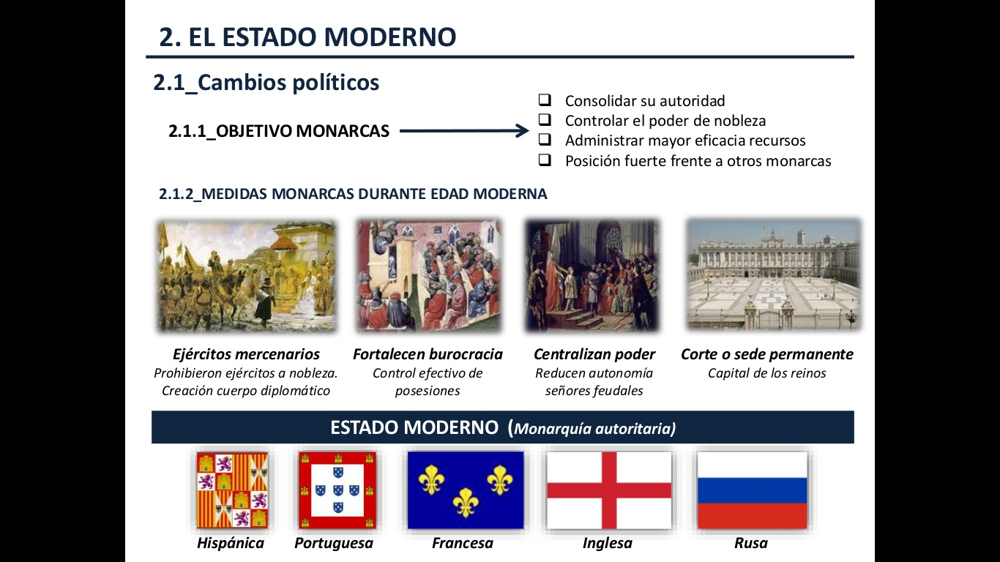 2. EL ESTADO MODERNO
2.1_Cambios políticos
2.1.1_OBJETIVO MONARCAS
❑ Consolidar su autoridad
❑ Controlar el poder de nobleza
❑ Administrar mayor eficacia recursos
❑ Posición fuerte frente a otros monarcas
2.1.2_MEDIDAS MONARCAS DURANTE EDAD MODERNA
Ejércitos mercenarios
Prohibieron ejércitos a nobleza.
Creación cuerpo diplomático
Fortalecen burocracia
Control efectivo de
posesiones
Centralizan poder
Reducen autonomía
señores feudales
Corte o sede permanente
Capital de los reinos
ESTADO MODERNO (Monarquía autoritaria)
Hispánica
Portuguesa
Francesa
Inglesa
Rusa